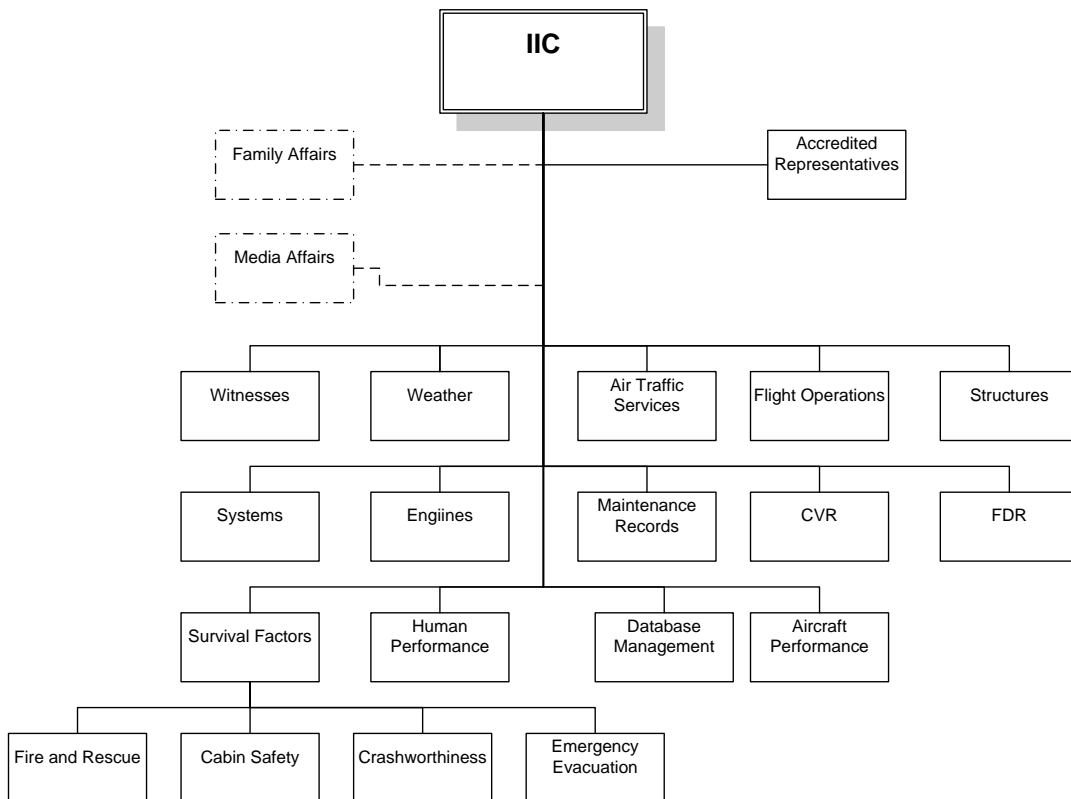 IIC
Family Affairs
Accredited
Representatives
Media Affairs
Witnesses
Weather
Air Traffic
Services
Flight Operations
Structures
Systems
Engiines
Maintenance
Records
CVR
FDR
Survival Factors
Human
Performance
Database
Management
Aircraft
Performance
Fire and Rescue
Cabin Safety
Crashworthiness
Emergency
Evacuation